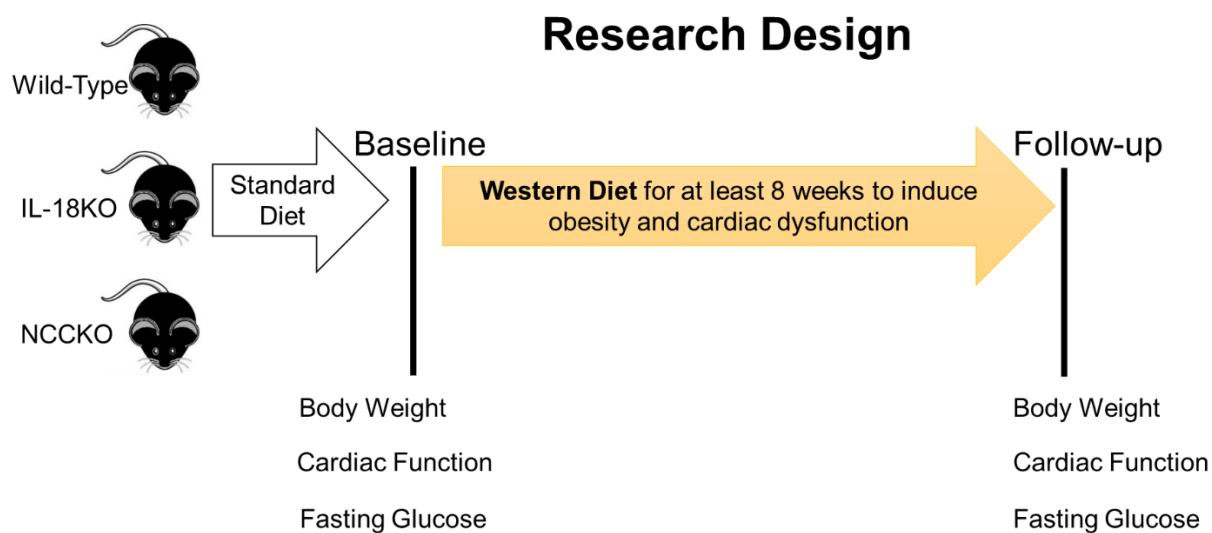 Research Design
Wild-Type
IL-18KO
NCCKO
Standard
Diet
Baseline
Western Diet for at least 8 weeks to induce
obesity and cardiac dysfunction
Follow-up
Body Weight
Cardiac Function
Fasting Glucose
Body Weight
Cardiac Function
Fasting Glucose